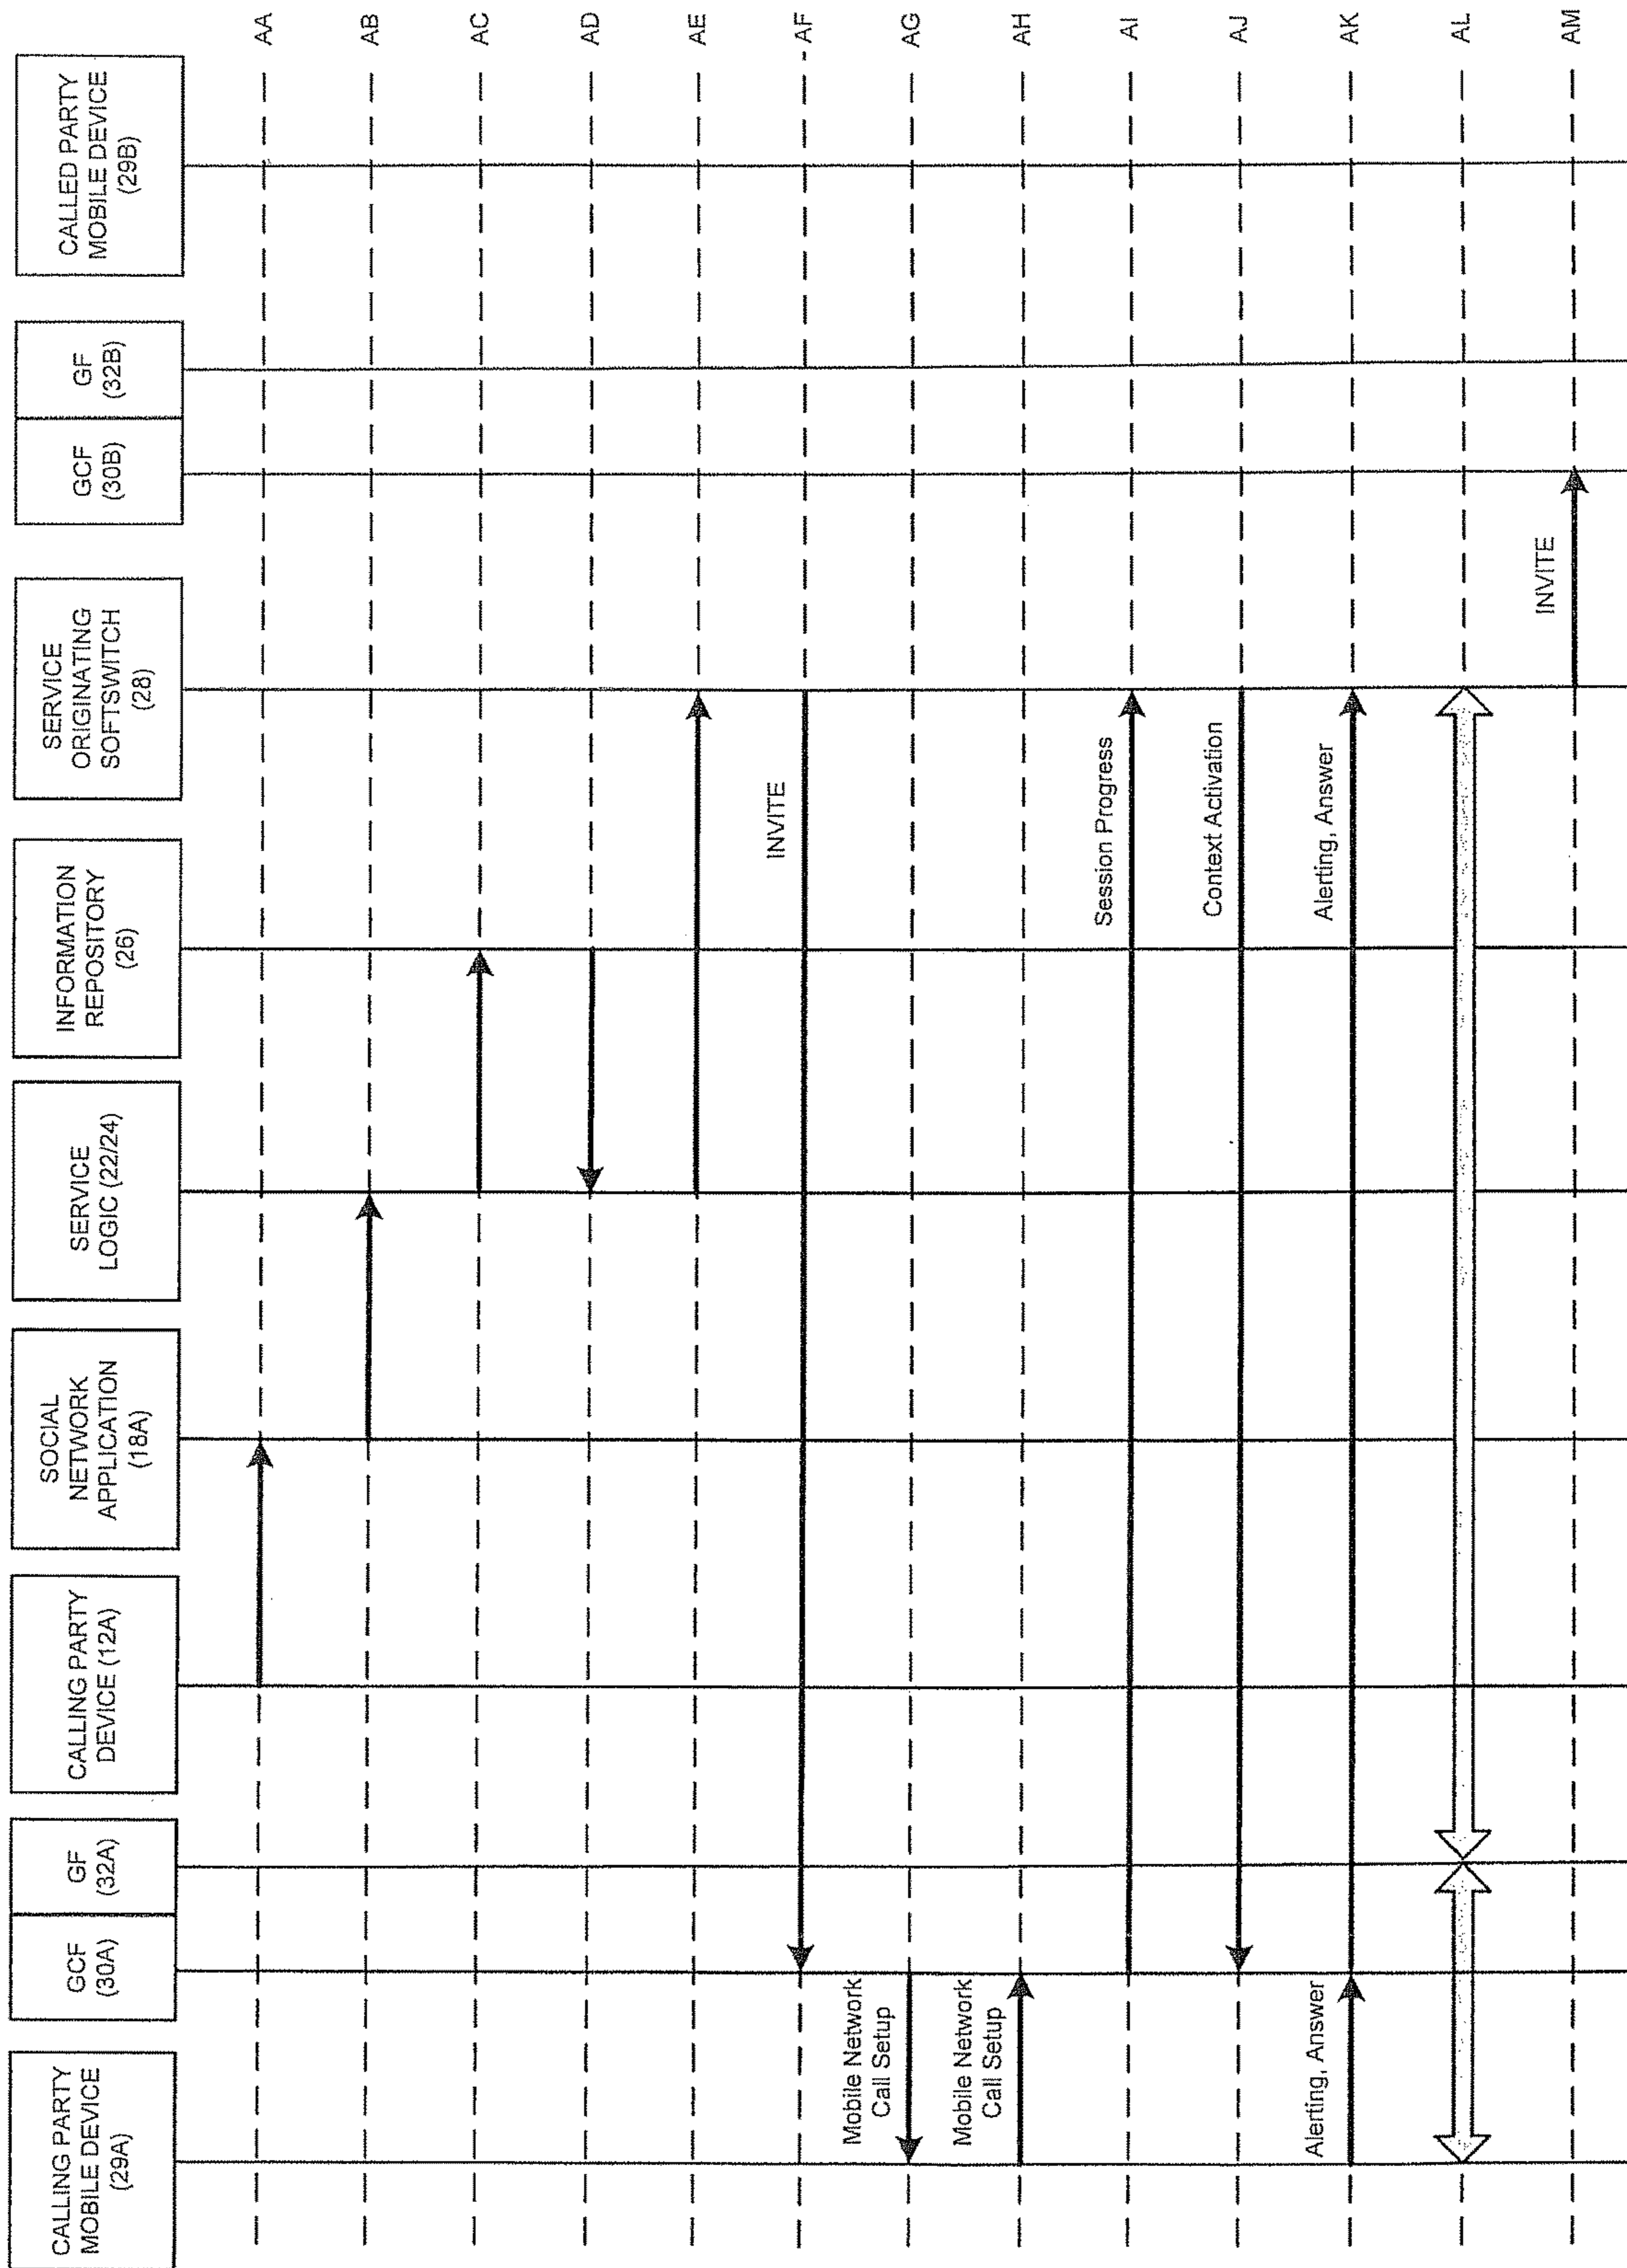 CALLING PARTY
MOBILE DEVICE
(29A)
GCF
(30A)
GF
(32A)
CALLING PARTY
DEVICE (12A)
SOCIAL
NETWORK
APPLICATION
(18A)
SERVICE
LOGIC (22/24)
INFORMATION
REPOSITORY
(26)
SERVICE
ORIGINATING
SOFTSWITCH
(28)
GCF
(30B)
GF
(32B)
CALLED PARTY
MOBILE DEVICE
(29B)
AA
AB
AC
AD
AE
INVITE
AF
Mobile Network
Call Setup
AG
Mobile Network
Call Setup
AH
Session Progress
AI
Context Activation
AJ
Alerting, Answer
Alerting, Answer
AK
AL
INVITE
AM